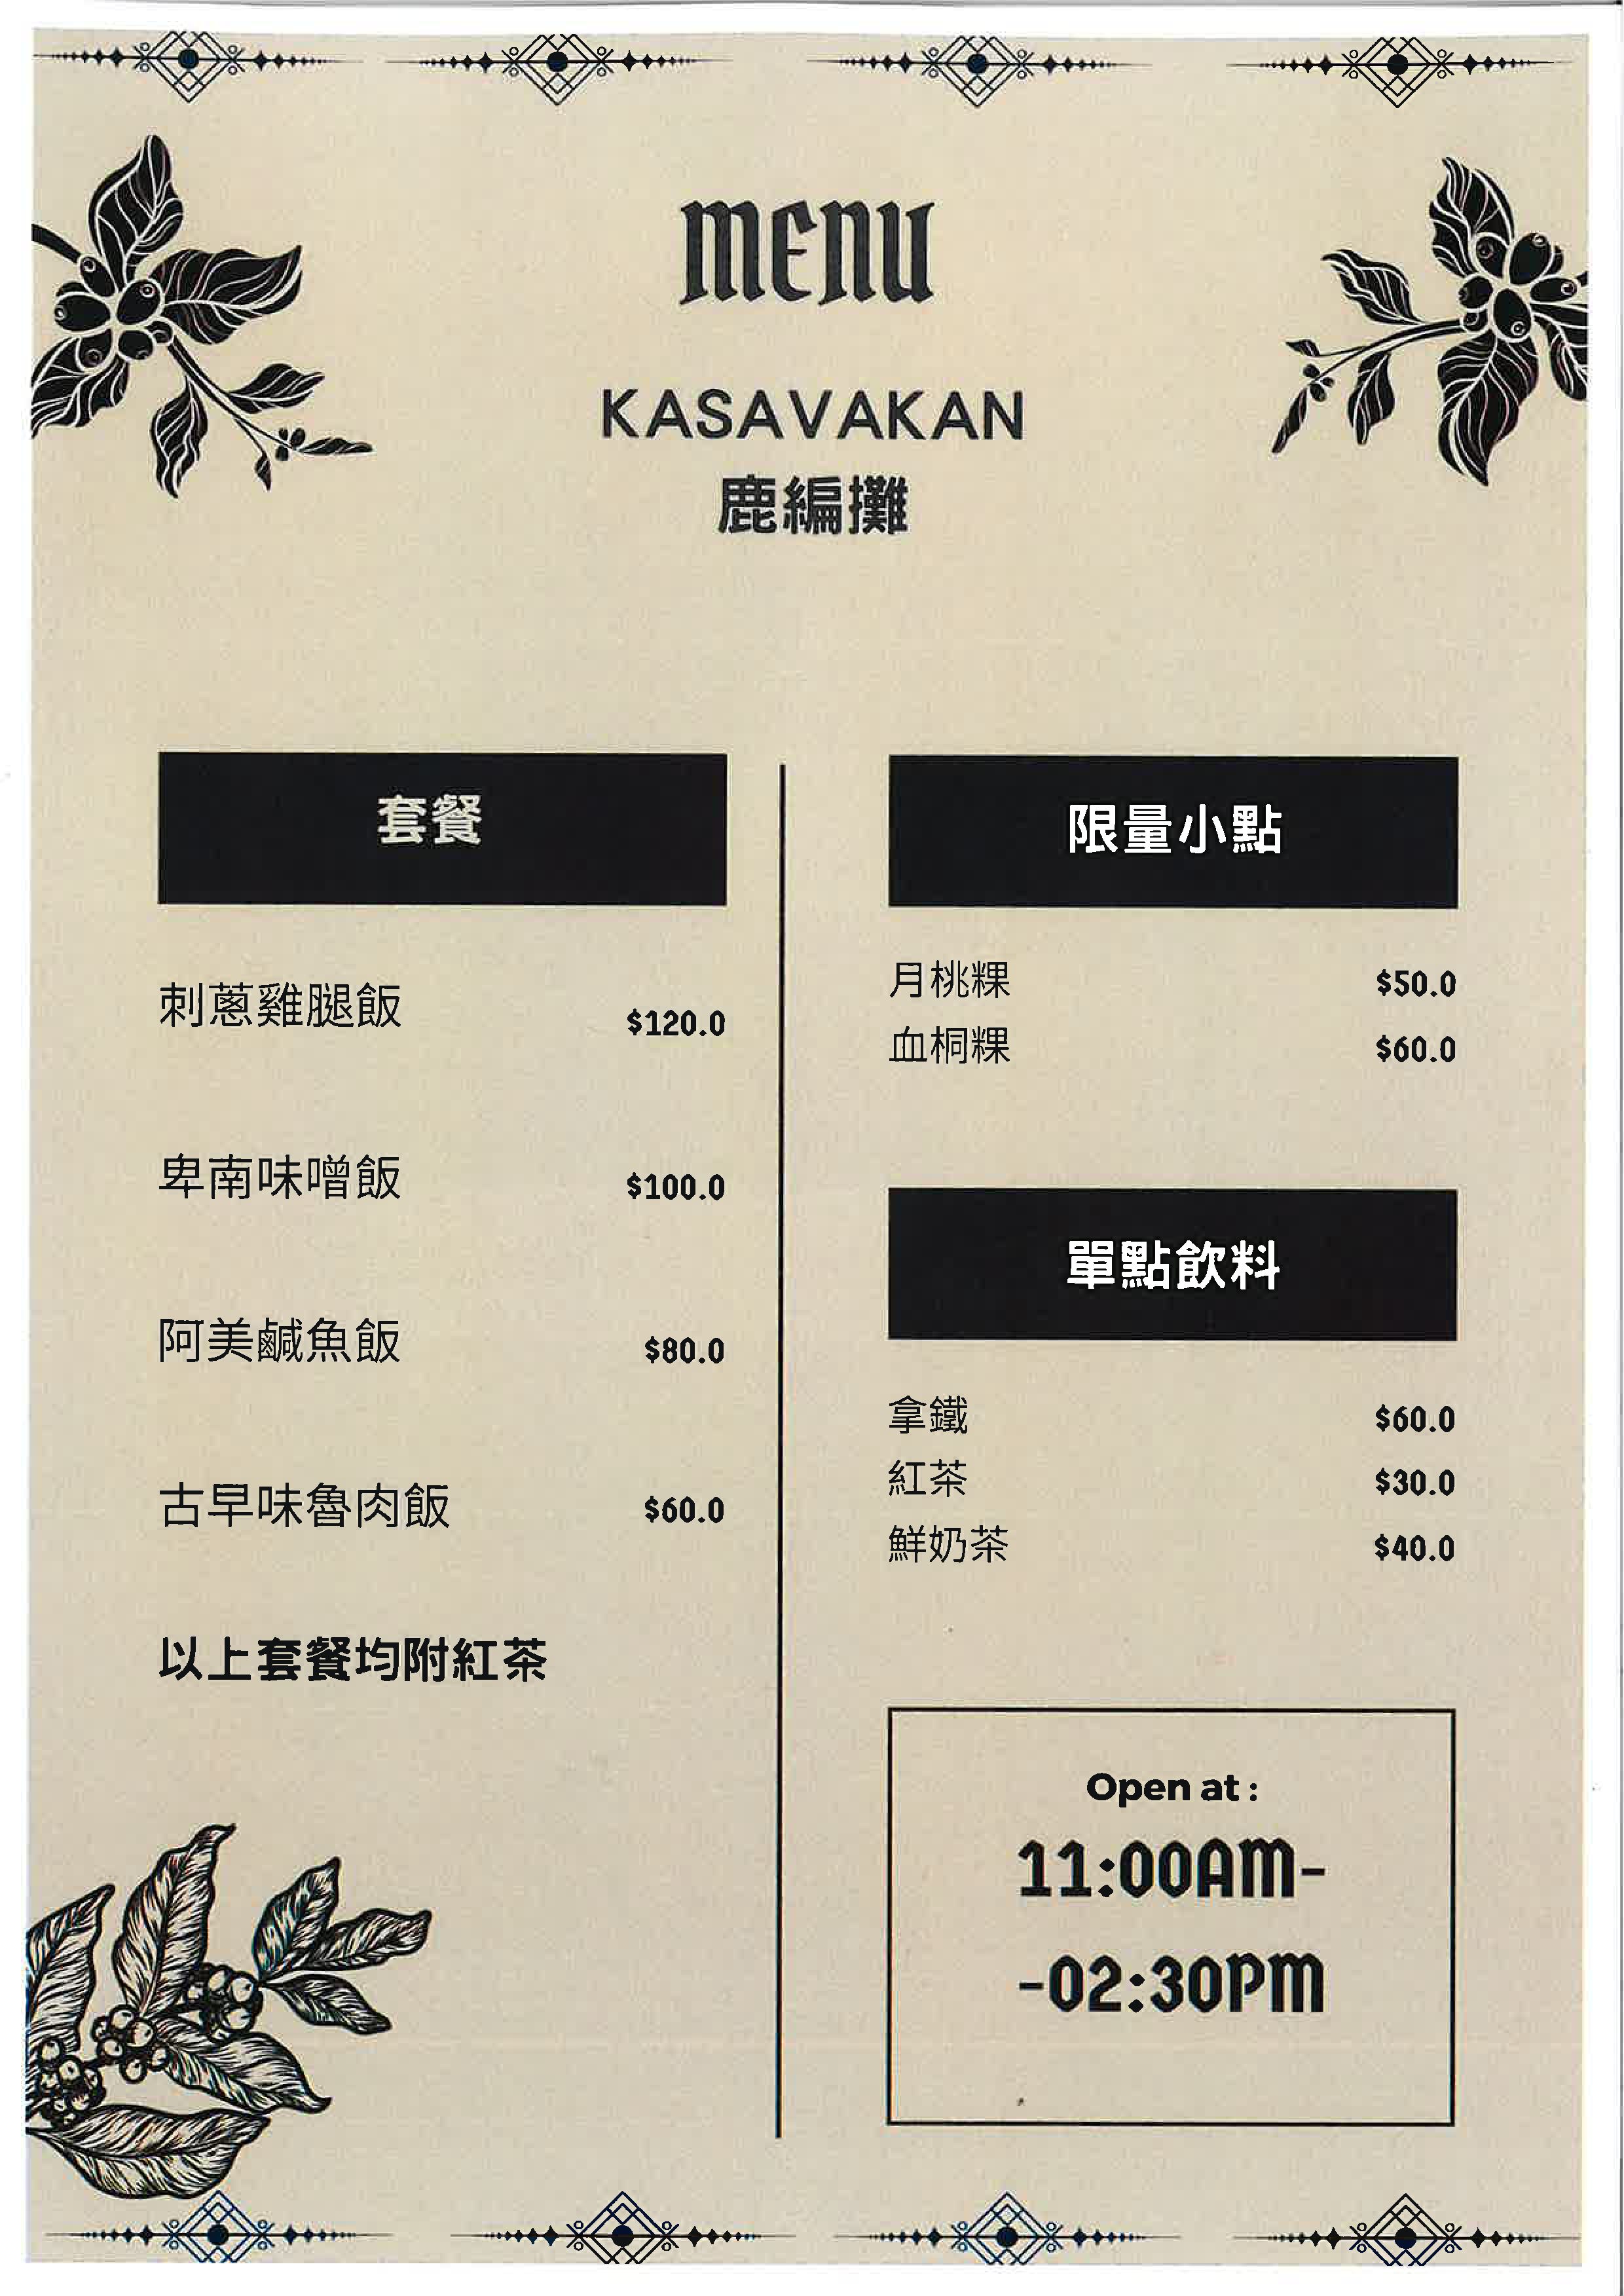 MENU
KASAVAKAN
鹿編攤
套餐
刺蔥雞腿飯 $120.0
卑南味噌飯 $100.0
阿美鹹魚飯 $80.0
古早味魯肉飯 $60.0
以上套餐均附紅茶
限量小點
月桃粿 $50.0
血桐粿 $60.0
單點飲料
拿鐵 $60.0
紅茶 $30.0
鮮奶茶 $40.0
Open at :
11:00AM-
-02:30PM